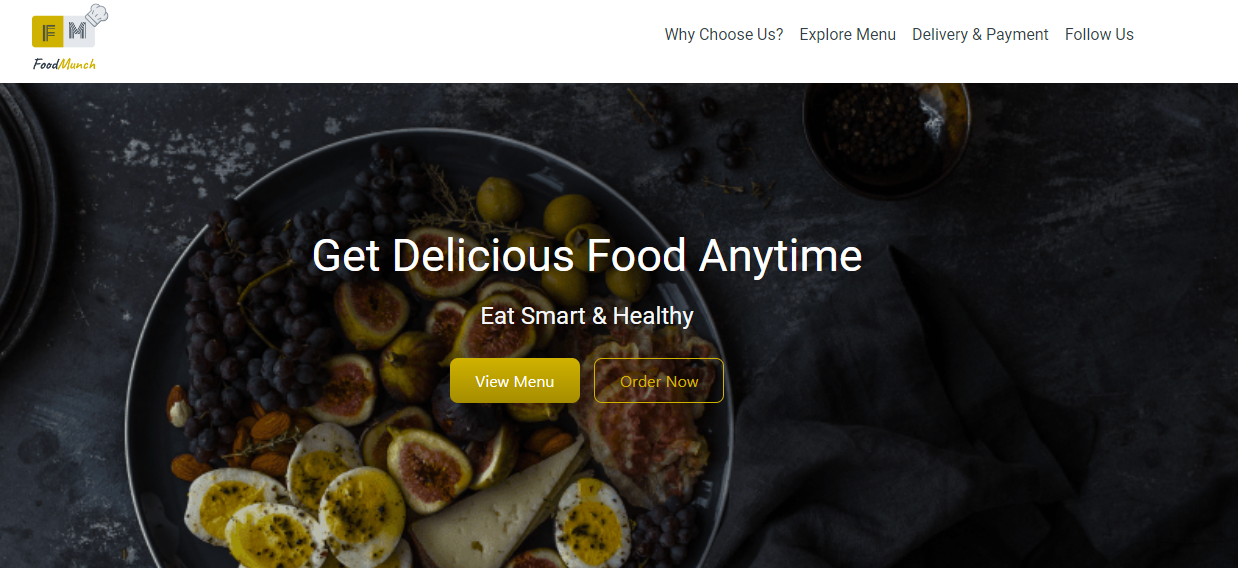 F M
FoodMunch
Why Choose Us? Explore Menu Delivery & Payment Follow Us
Get Delicious Food Anytime
Eat Smart & Healthy
View Menu Order Now